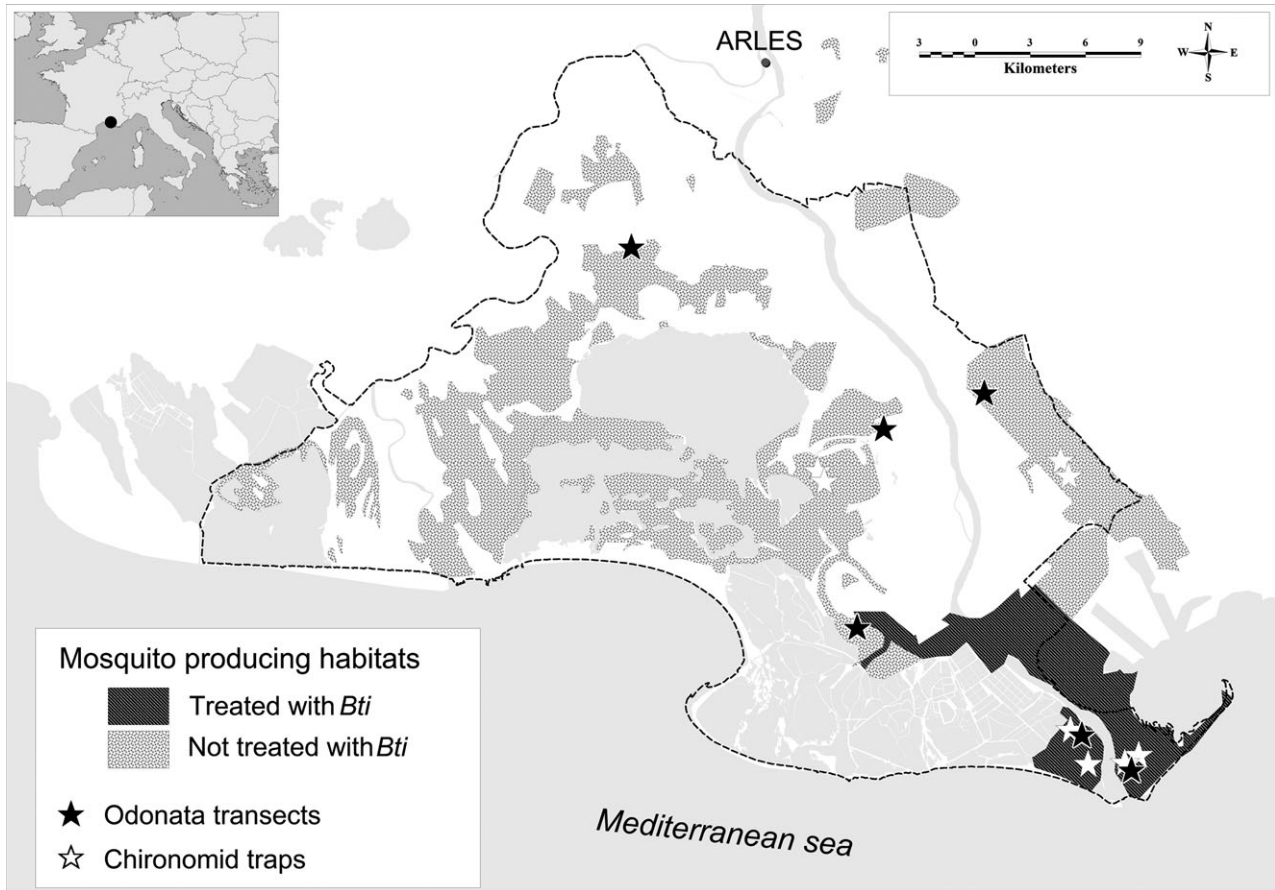 ARLES
3 0 3 6 9
Kilometers
N
W E
S
Mosquito producing habitats
Treated with Bti
Not treated with Bti
Odonata transects
Chironomid traps
Mediterranean sea